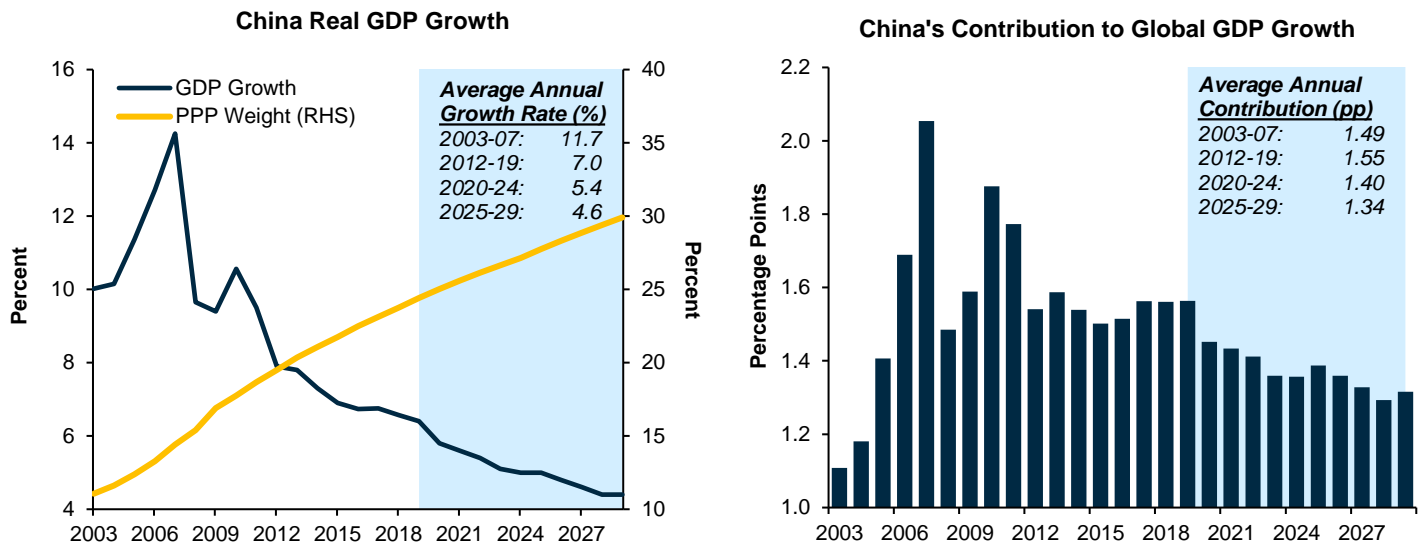 China Real GDP Growth
16
14
12
10
8
6
4
Percent
GDP Growth
PPP Weight (RHS)
Average Annual
Growth Rate (%)
2003-07: 11.7
2012-19: 7.0
2020-24: 5.4
2025-29: 4.6
40
35
30
25
20
15
10
Percent
2003 2006 2009 2012 2015 2018 2021 2024 2027
China's Contribution to Global GDP Growth
2.2
2.0
1.8
1.6
1.4
1.2
1.0
Percentage Points
Average Annual
Contribution (pp)
2003-07: 1.49
2012-19: 1.55
2020-24: 1.40
2025-29: 1.34
2003 2006 2009 2012 2015 2018 2021 2024 2027